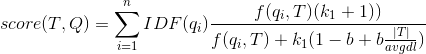 score(T,Q) = \sum_{i=1}^{n} IDF(q_i) \frac{f(q_i,T)(k_1+1))}{f(q_i,T)+k_1(1-b+b\frac{|T|}{avgdl})}